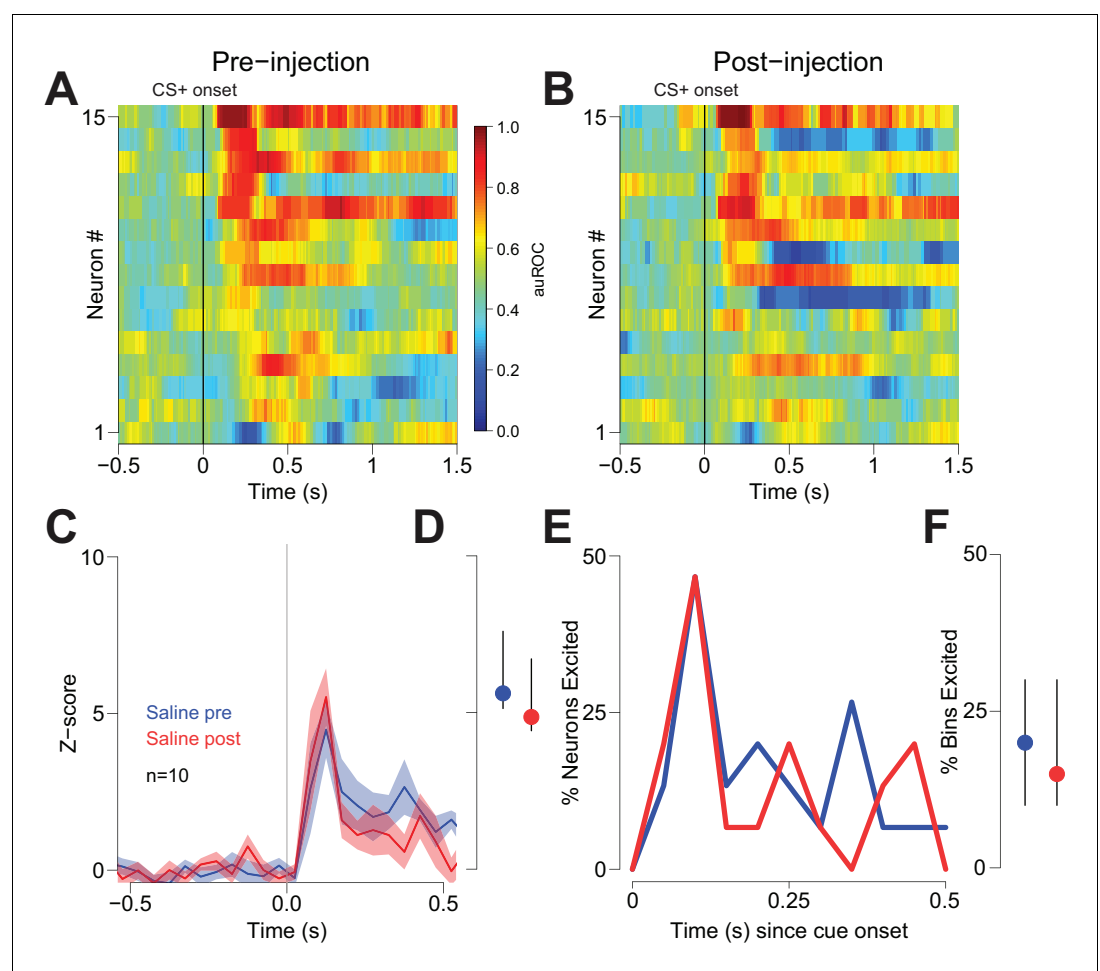 A
Pre−injection
CS+ onset
15
Neuron #
1
−0.5 0 0.5 1 1.5
Time (s)
1.0
0.8
0.6
0.4
0.2
0.0
auROC
B
Post−injection
CS+ onset
15
Neuron #
1
−0.5 0 0.5 1 1.5
Time (s)
C
10
5
0
Z−score
Saline pre
Saline post
n=10
−0.5 0.0 0.5
Time (s)
D
E
50
25
0
% Neurons Excited
0 0.25 0.5
Time (s) since cue onset
F
50
25
0
% Bins Excited